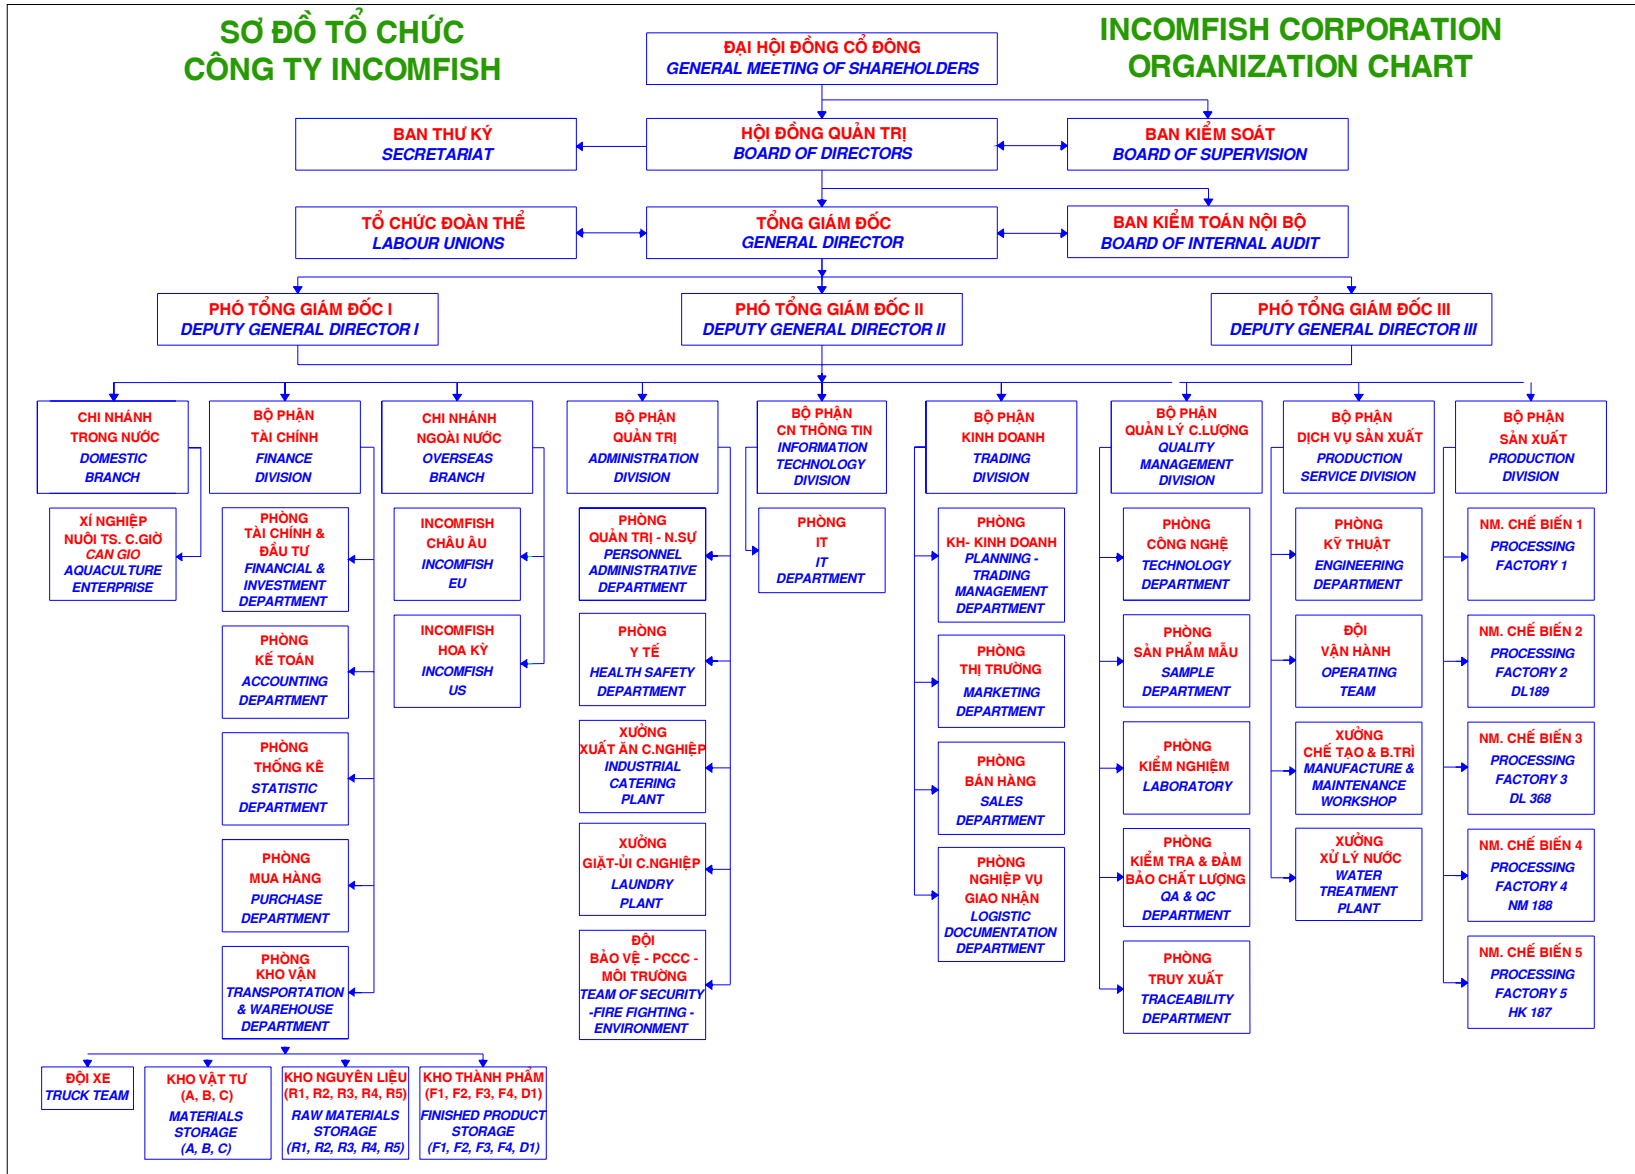 SƠ ĐỒ TỔ CHỨC
CÔNG TY INCOMFISH
INCOMFISH CORPORATION
ORGANIZATION CHART
ĐẠI HỘI ĐỒNG CỔ ĐÔNG
GENERAL MEETING OF SHAREHOLDERS
BAN THƯ KÝ
SECRETARIAT
HỘI ĐỒNG QUẢN TRỊ
BOARD OF DIRECTORS
BAN KIỂM SOÁT
BOARD OF SUPERVISION
TỔ CHỨC ĐOÀN THỂ
LABOUR UNIONS
TỔNG GIÁM ĐỐC
GENERAL DIRECTOR
BAN KIỂM TOÁN NỘI BỘ
BOARD OF INTERNAL AUDIT
PHÓ TỔNG GIÁM ĐỐC I
DEPUTY GENERAL DIRECTOR I
PHÓ TỔNG GIÁM ĐỐC II
DEPUTY GENERAL DIRECTOR II
PHÓ TỔNG GIÁM ĐỐC III
DEPUTY GENERAL DIRECTOR III
CHI NHÁNH
TRONG NƯỚC
DOMESTIC
BRANCH
BỘ PHẬN
TÀI CHÍNH
FINANCE
DIVISION
CHI NHÁNH
NGOÀI NƯỚC
OVERSEAS
BRANCH
BỘ PHẬN
QUẢN TRỊ
ADMINISTRATION
DIVISION
BỘ PHẬN
CN THÔNG TIN
INFORMATION
TECHNOLOGY
DIVISION
BỘ PHẬN
KINH DOANH
TRADING
DIVISION
BỘ PHẬN
QUẢN LÝ C.LƯỢNG
QUALITY
MANAGEMENT
DIVISION
BỘ PHẬN
DỊCH VỤ SẢN XUẤT
PRODUCTION
SERVICE DIVISION
BỘ PHẬN
SẢN XUẤT
PRODUCTION
DIVISION
XÍ NGHIỆP
NUÔI TS. C.GIỜ
CAN GIO
AQUACULTURE
ENTERPRISE
PHÒNG
TÀI CHÍNH &
ĐẦU TƯ
FINANCIAL &
INVESTMENT
DEPARTMENT
PHÒNG
KẾ TOÁN
ACCOUNTING
DEPARTMENT
PHÒNG
THỐNG KÊ
STATISTIC
DEPARTMENT
PHÒNG
MUA HÀNG
PURCHASE
DEPARTMENT
PHÒNG
KHO VẬN
TRANSPORTATION
& WAREHOUSE
DEPARTMENT
INCOMFISH
CHÂU ÂU
INCOMFISH
EU
INCOMFISH
HOA KỲ
INCOMFISH
US
PHÒNG
QUẢN TRỊ - N.SỰ
PERSONNEL
ADMINISTRATIVE
DEPARTMENT
PHÒNG
Y TẾ
HEALTH SAFETY
DEPARTMENT
XƯỞNG
XUẤT ĂN C.NGHIỆP
INDUSTRIAL
CATERING
PLANT
XƯỞNG
GIẶT-ỦI C.NGHIỆP
LAUNDRY
PLANT
ĐỘI
BẢO VỆ - PCCC -
MÔI TRƯỜNG
TEAM OF SECURITY
-FIRE FIGHTING -
ENVIRONMENT
PHÒNG
IT
IT
DEPARTMENT
PHÒNG
KH- KINH DOANH
PLANNING -
TRADING
MANAGEMENT
DEPARTMENT
PHÒNG
THỊ TRƯỜNG
MARKETING
DEPARTMENT
PHÒNG
BÁN HÀNG
SALES
DEPARTMENT
PHÒNG
NGHIỆP VỤ
GIAO NHẬN
LOGISTIC
DOCUMENTATION
DEPARTMENT
PHÒNG
CÔNG NGHỆ
TECHNOLOGY
DEPARTMENT
PHÒNG
SẢN PHẨM MẪU
SAMPLE
DEPARTMENT
PHÒNG
KIỂM NGHIỆM
LABORATORY
PHÒNG
KIỂM TRA & ĐẢM
BẢO CHẤT LƯỢNG
QA & QC
DEPARTMENT
PHÒNG
TRUY XUẤT
TRACEABILITY
DEPARTMENT
PHÒNG
KỸ THUẬT
ENGINEERING
DEPARTMENT
ĐỘI
VẬN HÀNH
OPERATING
TEAM
XƯỞNG
CHẾ TẠO & B.TRÌ
MANUFACTURE &
MAINTENANCE
WORKSHOP
XƯỞNG
XỬ LÝ NƯỚC
WATER
TREATMENT
PLANT
NM. CHẾ BIẾN 1
PROCESSING
FACTORY 1
NM. CHẾ BIẾN 2
PROCESSING
FACTORY 2
DL189
NM. CHẾ BIẾN 3
PROCESSING
FACTORY 3
DL 368
NM. CHẾ BIẾN 4
PROCESSING
FACTORY 4
NM 188
NM. CHẾ BIẾN 5
PROCESSING
FACTORY 5
HK 187
ĐỘI XE
TRUCK TEAM
KHO VẬT TƯ
(A, B, C)
MATERIALS
STORAGE
(A, B, C)
KHO NGUYÊN LIỆU
(R1, R2, R3, R4, R5)
RAW MATERIALS
STORAGE
(R1, R2, R3, R4, R5)
KHO THÀNH PHẨM
(F1, F2, F3, F4, D1)
FINISHED PRODUCT
STORAGE
(F1, F2, F3, F4, D1)